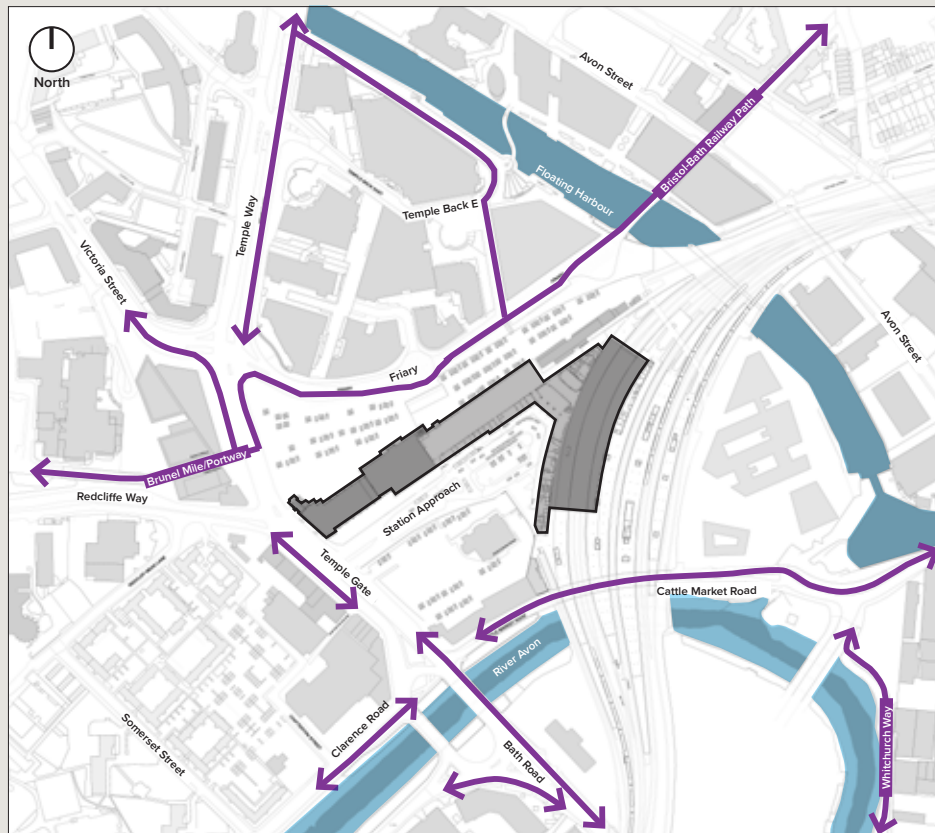 North
Avon Street
Bristol-Bath Railway Path
Floating Harbour
Temple Back E
Temple Way
Victoria Street
Avon Street
Friary
Brunel Mile/Portway
Redcliffe Way
Station Approach
Temple Gate
Cattle Market Road
River Avon
Clarence Road
Somerset Street
Bath Road
Whitchurch Way